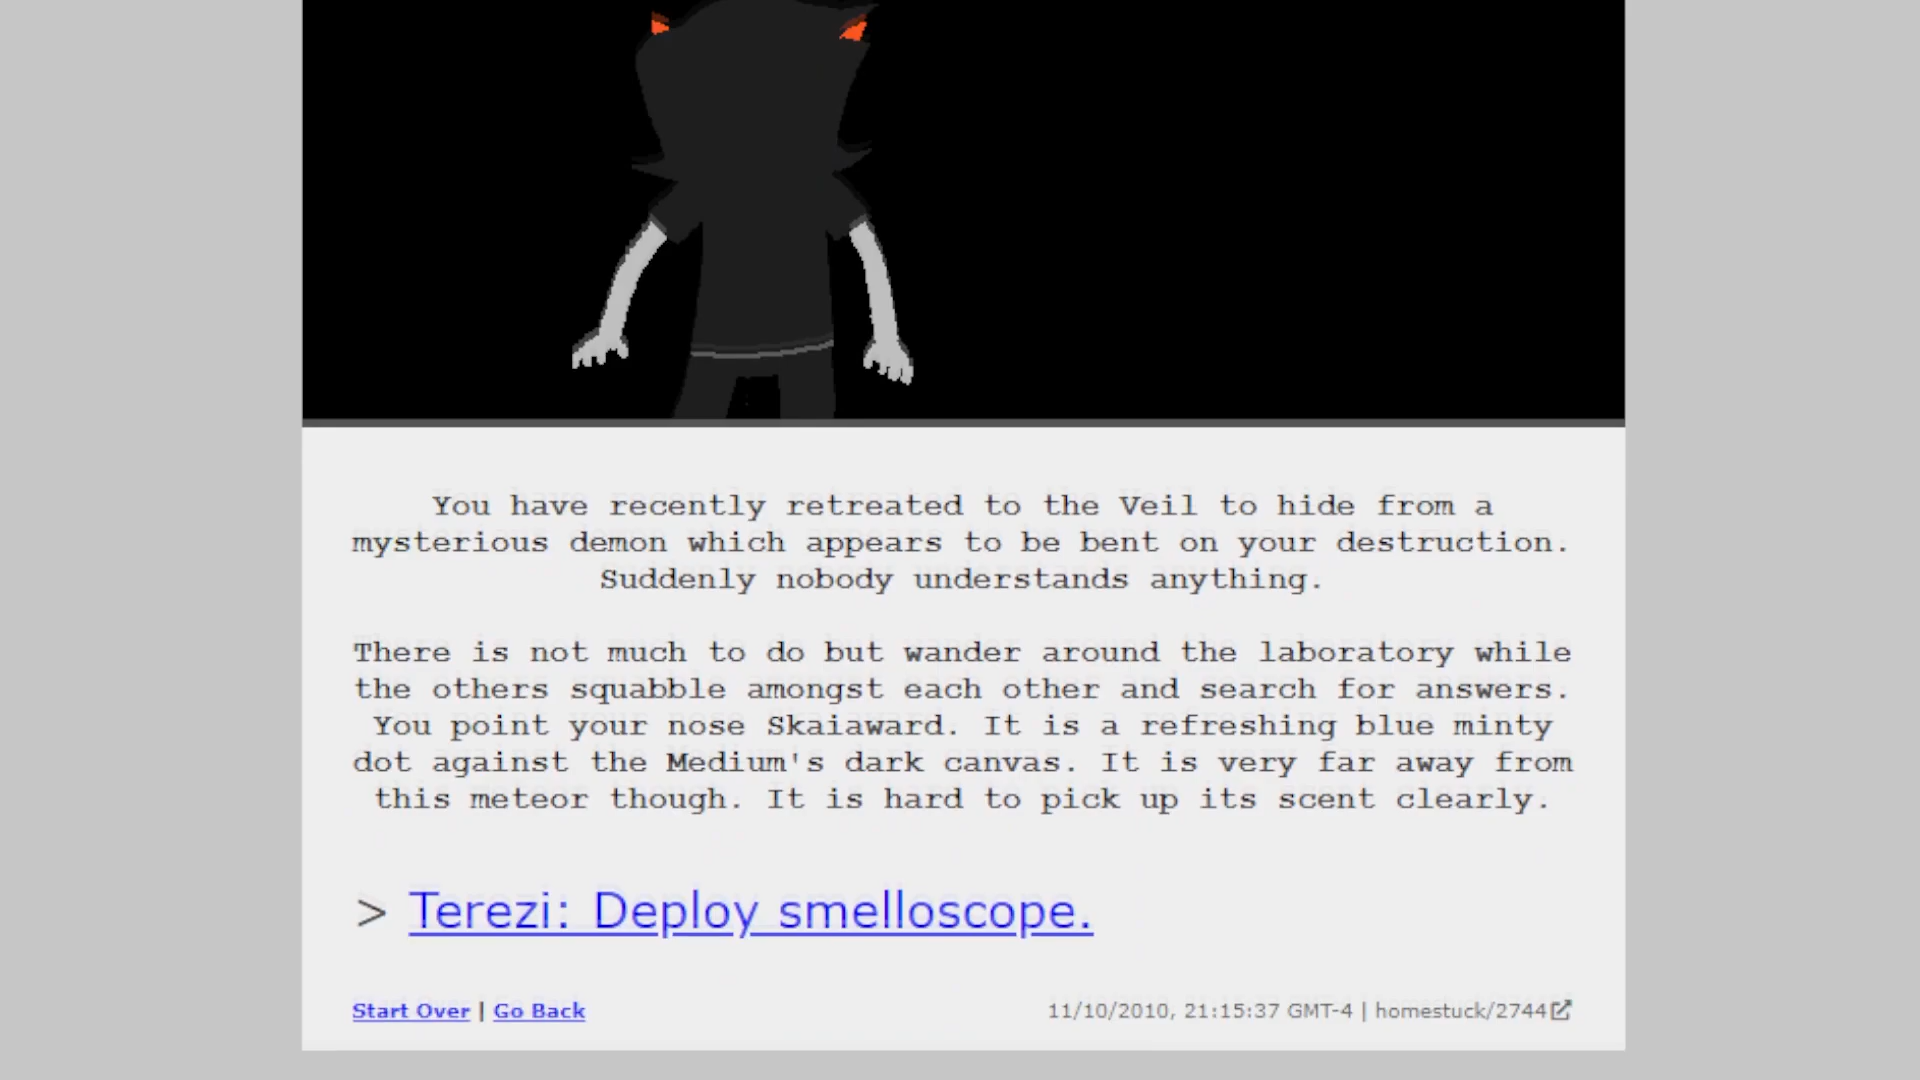 You have recently retreated to the Veil to hide from a
mysterious demon which appears to be bent on your destruction.
Suddenly nobody understands anything.
There is not much to do but wander around the laboratory while
the others squabble amongst each other and search for answers.
You point your nose Skaiaward. It is a refreshing blue minty
dot against the Medium's dark canvas. It is very far away from
this meteor though. It is hard to pick up its scent clearly.
> Terezi: Deploy smelloscope.
Start Over | Go Back
11/10/2010, 21:15:37 GMT-4 | homestuck/2744